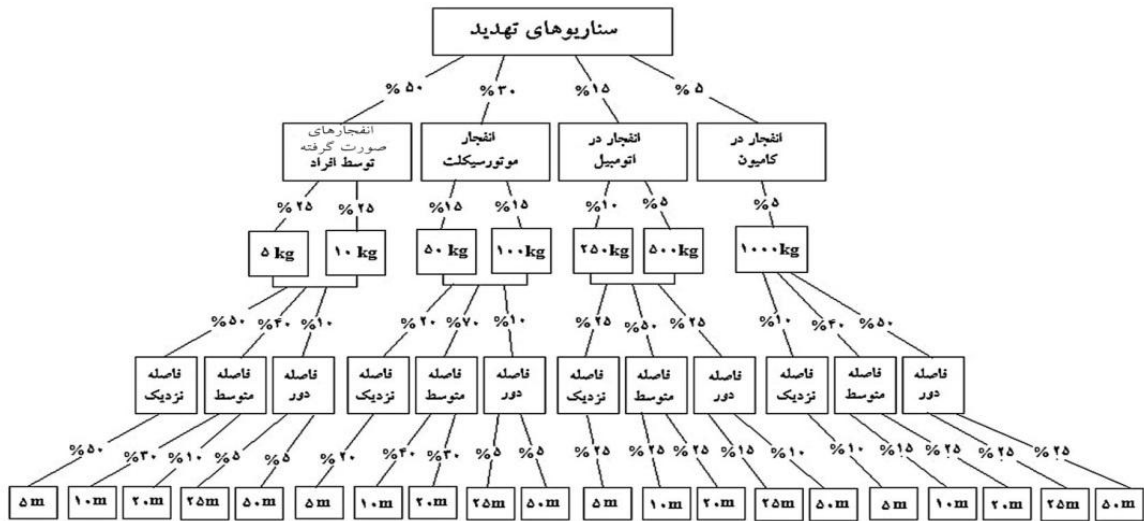 سناریوهای تهدید
%۵
%۱۵
%۳۰
%۵۰
انفجار در
کامیون
انفجار در
اتومبیل
انفجار
موتورسیکلت
انفجارهای
صورت گرفته
توسط افراد
%۵
%۵
%۱۰
%۱۵
%۱۵
%۲۵
%۲۵
۱۰۰۰kg
۵۰۰kg
۲۵۰kg
۱۰۰kg
۵۰kg
۱۰ kg
۵ kg
%۵۰
%۴۰
%۱۰
%۲۵
%۵۰
%۲۵
%۱۰
%۷۰
%۲۰
%۱۰
%۴۰
%۵۰
فاصله
دور
فاصله
متوسط
فاصله
نزدیک
فاصله
دور
فاصله
متوسط
فاصله
نزدیک
فاصله
دور
فاصله
متوسط
فاصله
نزدیک
فاصله
دور
فاصله
متوسط
فاصله
نزدیک
%۲۵
%۲۵
%۲۵
%۱۵
%۱۰
%۱۰
%۱۵
%۲۵
%۲۵
%۲۵
%۵
%۵
%۳۰
%۴۰
%۲۰
%۵
%۵
%۱۰
%۳۰
%۵۰
۵۰m
۲۵m
۲۰m
۱۰m
۵m
۵۰m
۲۵m
۲۰m
۱۰m
۵m
۵۰m
۲۵m
۲۰m
۱۰m
۵m
۵۰m
۲۵m
۲۰m
۱۰m
۵m